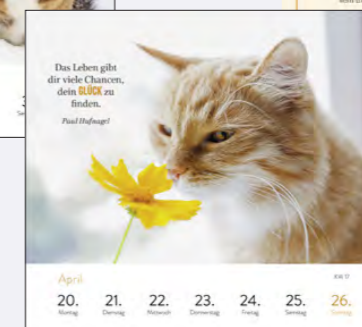 Das Leben gibt
dir viele Chancen,
dein GLÜCK zu
finden.
Paul Hufnagel
April
KW 17
20. 21. 22. 23. 24. 25. 26.
Montag Dienstag Mittwoch Donnerstag Freitag Samstag Sonntag